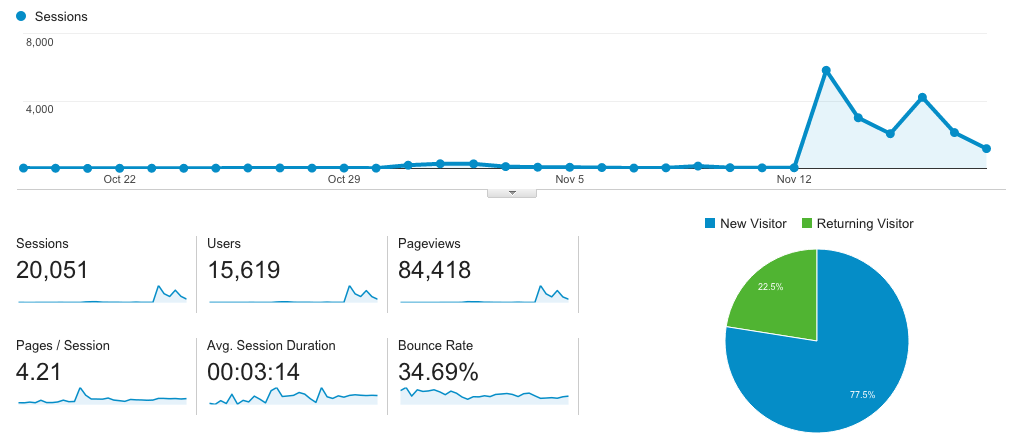 Sessions
8,000
4,000
Oct 22
Oct 29
Nov 5
Nov 12
New Visitor
Returning Visitor
Sessions
20,051
Users
15,619
Pageviews
84,418
Pages / Session
4.21
Avg. Session Duration
00:03:14
Bounce Rate
34.69%
22.5%
77.5%